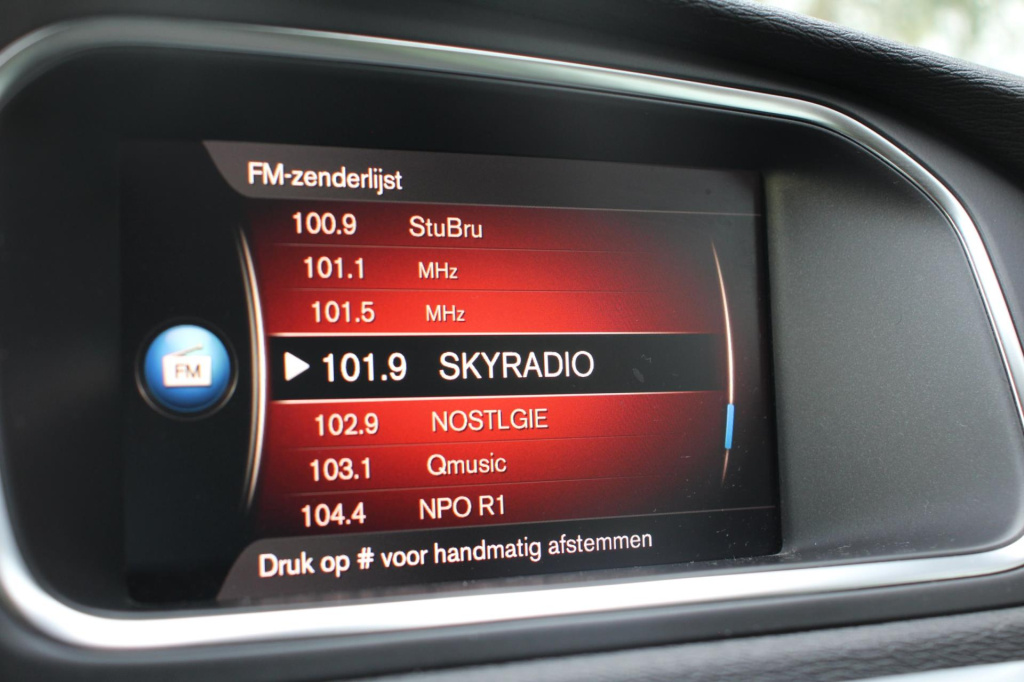 FM-zenderlijst
100.9 StuBru
101.1 MHz
101.5 MHz
FM
101.9 SKYRADIO
102.9 NOSTLGIE
103.1 Qmusic
104.4 NPO R1
Druk op # voor handmatig afstemmen